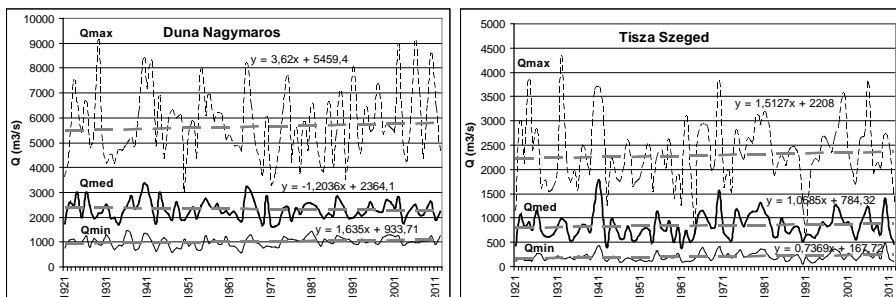 Duna Nagymaros
Q (m3/s)
10000
9000
8000
7000
6000
5000
4000
3000
2000
1000
0
Qmax
y = 3,62x + 5459,4
Qmed
-1,2036x + 2364,1
Qmin
1,635x + 933,71
1921
1931
1941
1951
1961
1971
1981
1991
2001
2011
Tisza Szeged
Q (m3/s)
5000
4500
4000
3500
3000
2500
2000
1500
1000
500
0
Qmax
y = 1,5127x + 2208
Qmed
1,0685x + 784,32
Qmin
0,7369x + 167,72
1921
1931
1941
1951
1961
1971
1981
1991
2001
2011